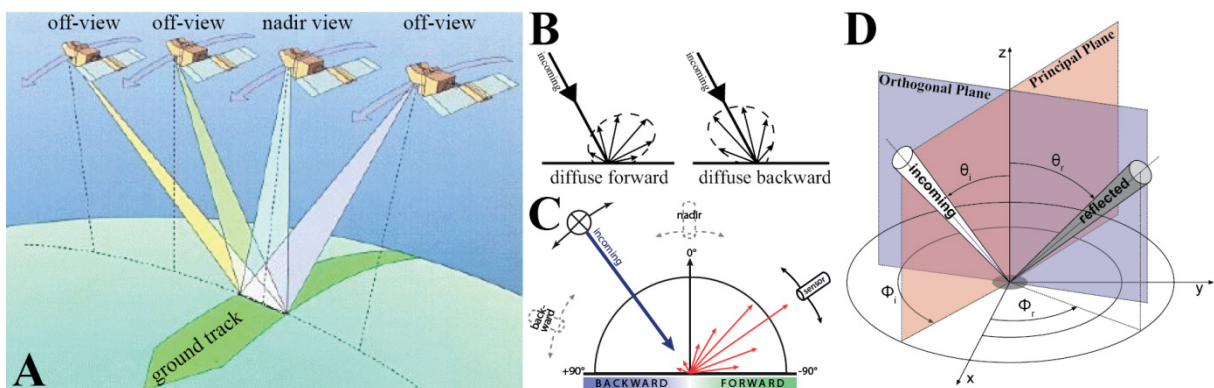 off-view
off-view
nadir view
off-view
ground track
A
B
incoming
incoming
diffuse forward
diffuse backward
C
incoming
nadir
0°
sensor
back-
ward
+90°
-90°
BACKWARD
FORWARD
D
z
Orthogonal Plane
Principal Plane
θi
θr
incoming
reflected
Φi
Φr
y
x